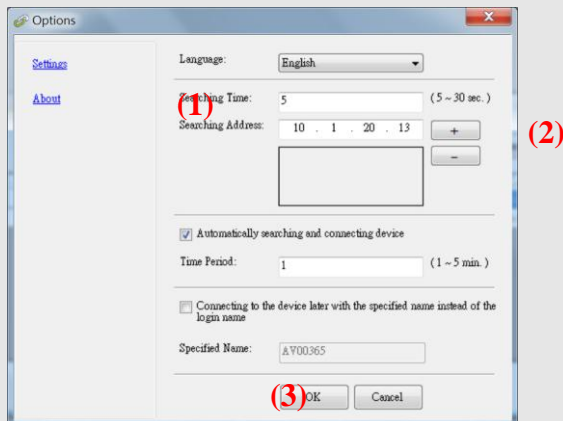 Options
Settings
About
Language: English
(1) Searching Time: 5 (5 ~ 30 sec.)
Searching Address: 10 . 1 . 20 . 13 + (2)
-
Automatically searching and connecting device
Time Period: 1 (1 ~ 5 min.)
Connecting to the device later with the specified name instead of the
login name
Specified Name: AV00365
(3) OK Cancel